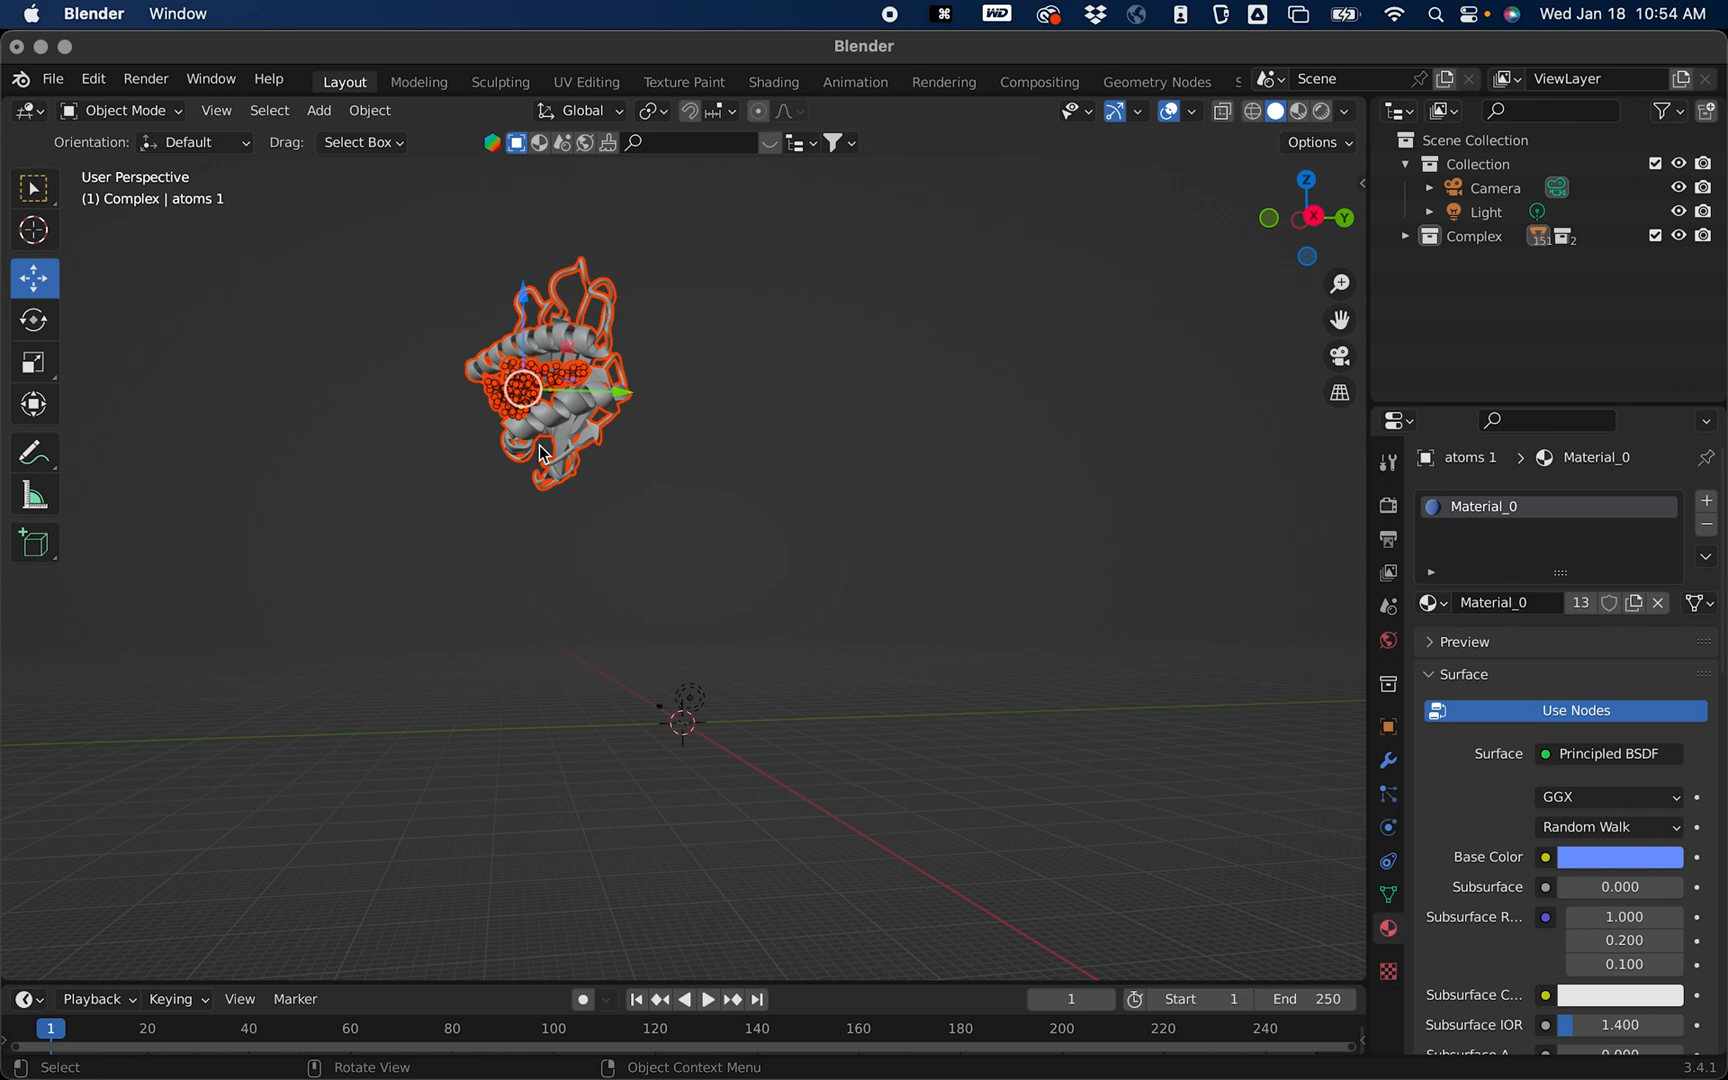 Blender Window WD Wed Jan 18 10:54 AM
Blender
File Edit Render Window Help Layout Modeling Sculpting UV Editing Texture Paint Shading Animation Rendering Compositing Geometry Nodes Scene ViewLayer
Object Mode View Select Add Object Global
Orientation: Default Drag: Select Box Options
User Perspective
(1) Complex | atoms 1
Z
X
Y
Scene Collection
Collection
Camera
Light
Complex 151 2
atoms 1 > Material_0
Material_0
Material_0 13
Preview
Surface
Use Nodes
Surface Principled BSDF
GGX
Random Walk
Base Color
Subsurface 0.000
Subsurface R... 1.000
0.200
0.100
Subsurface C...
Subsurface IOR 1.400
Playback Keying View Marker 1 Start 1 End 250
1 20 40 60 80 100 120 140 160 180 200 220 240
Select Rotate View Object Context Menu 3.4.1